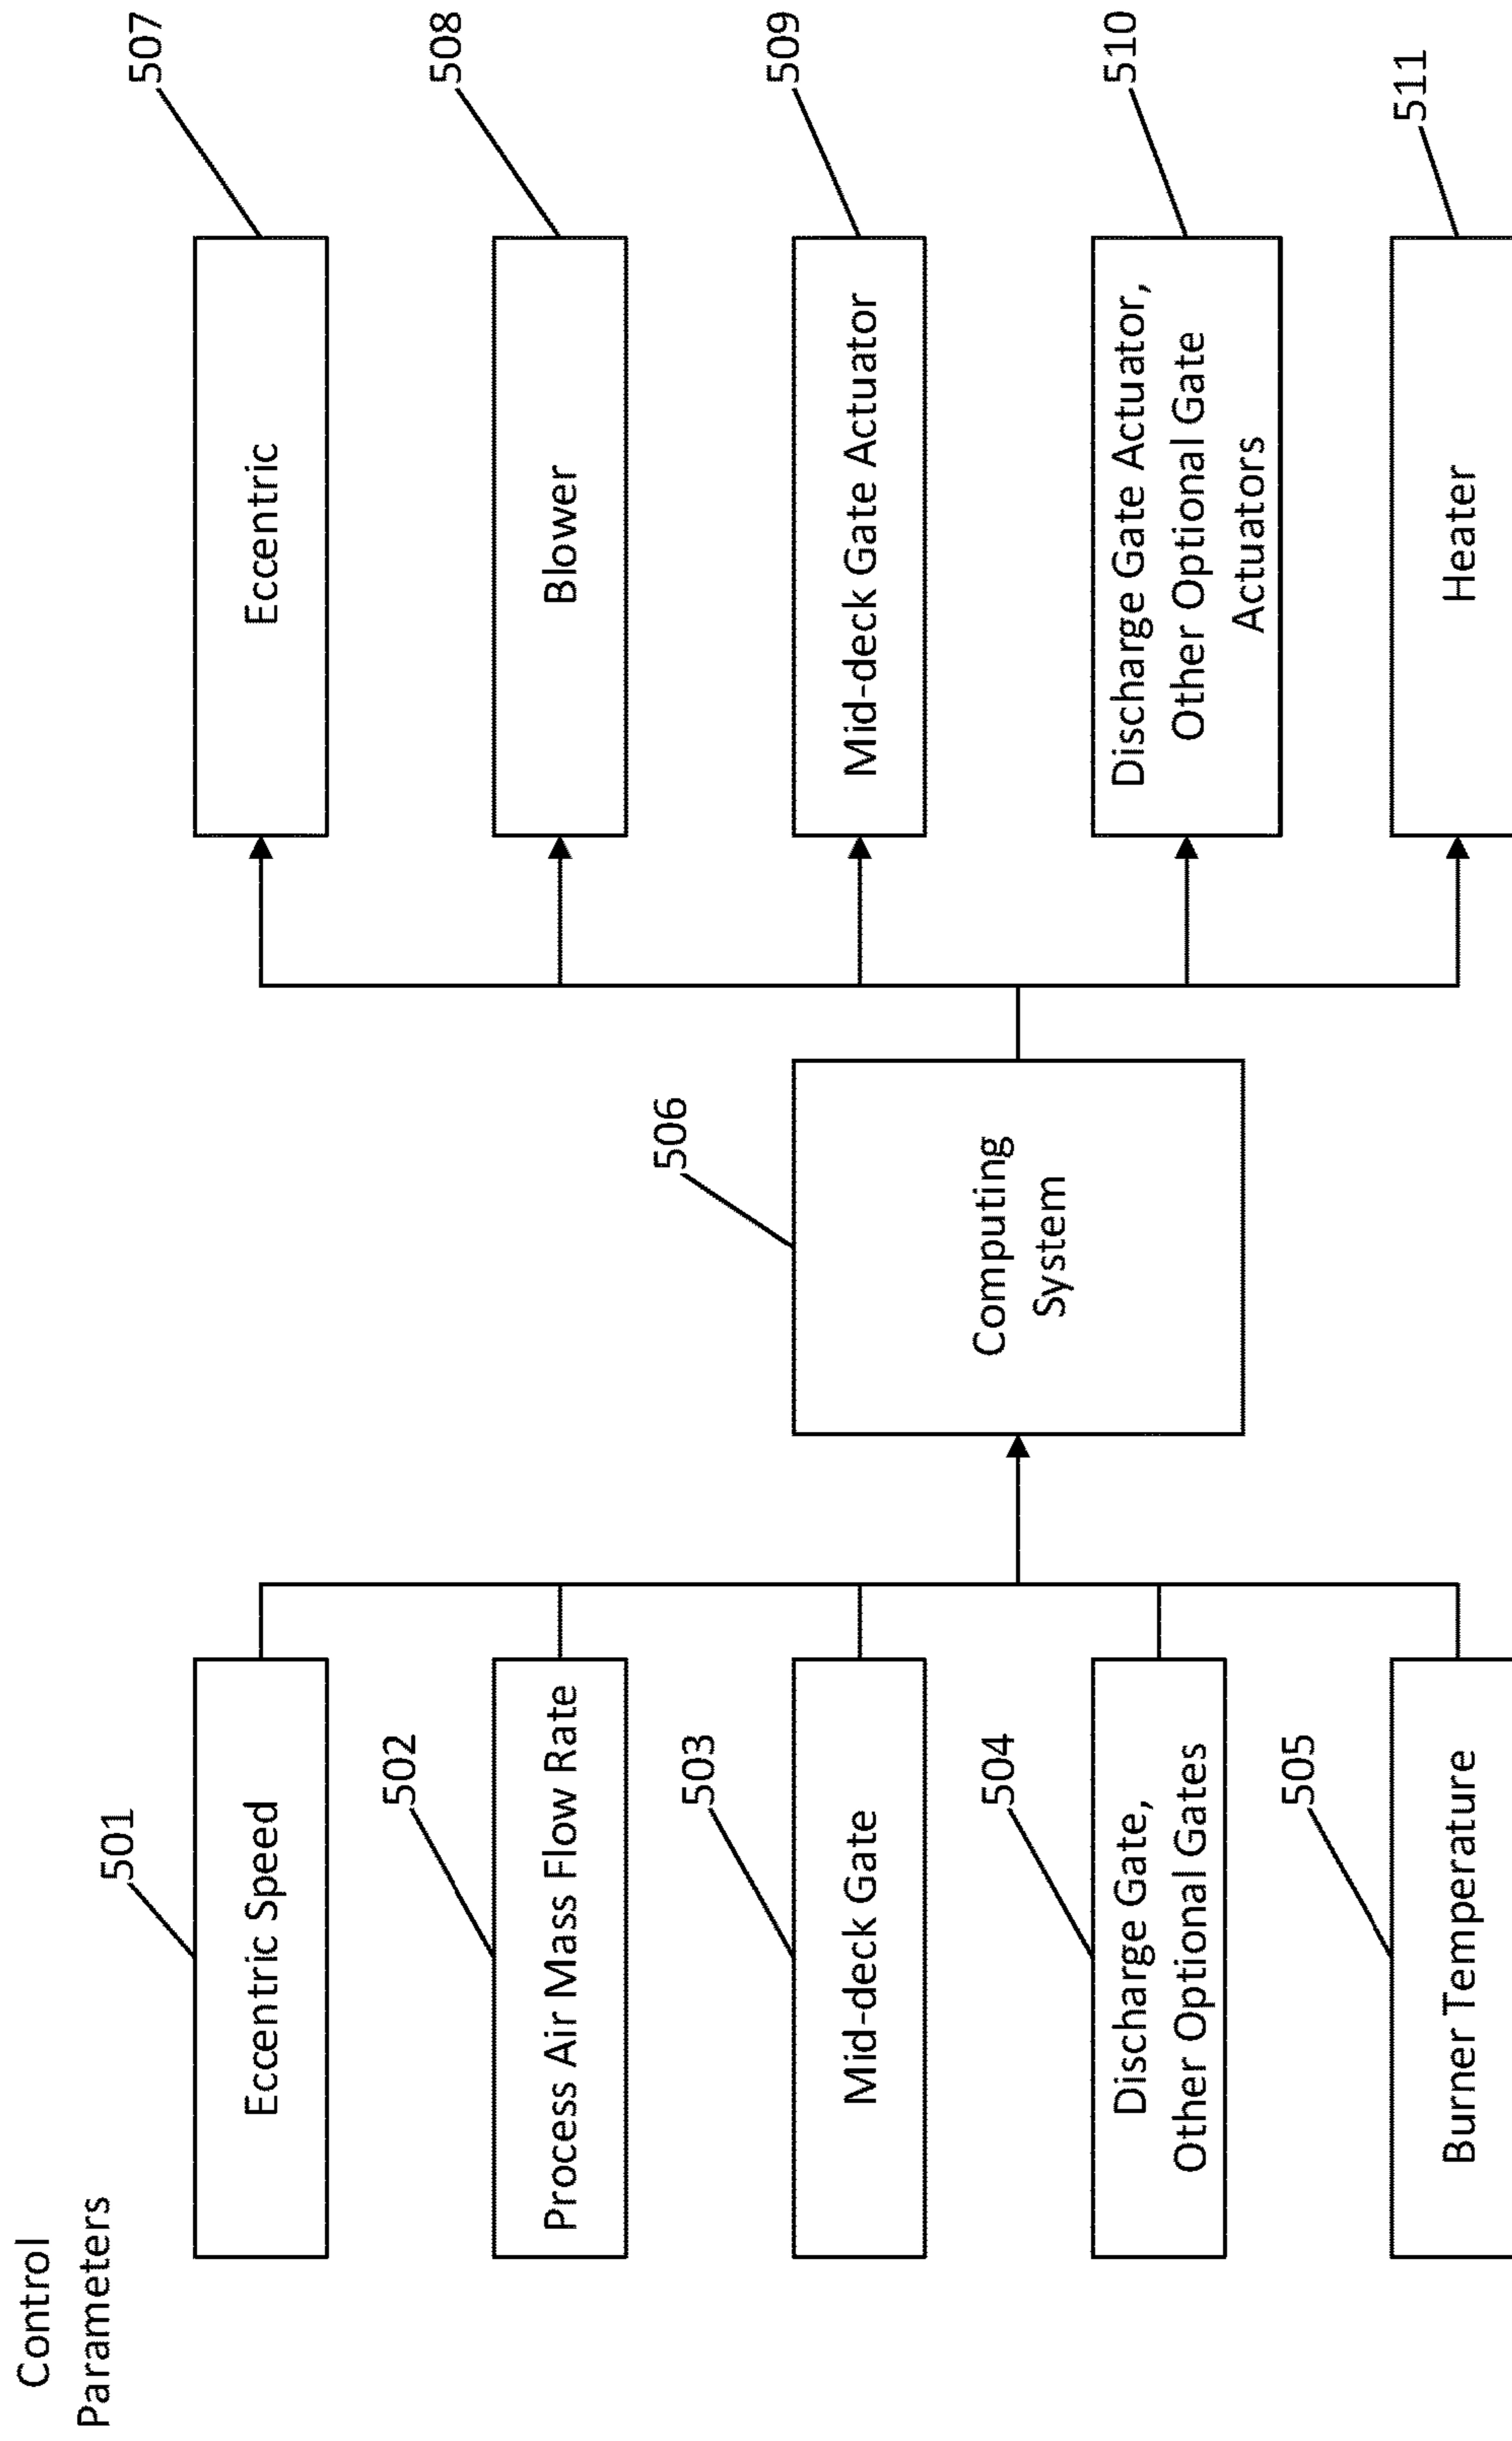 Control
Parameters
501
Eccentric Speed
502
Process Air Mass Flow Rate
503
Mid-deck Gate
504
Discharge Gate,
Other Optional Gates
505
Burner Temperature
506
Computing
System
507
Eccentric
508
Blower
509
Mid-deck Gate Actuator
510
Discharge Gate Actuator,
Other Optional Gate
Actuators
511
Heater